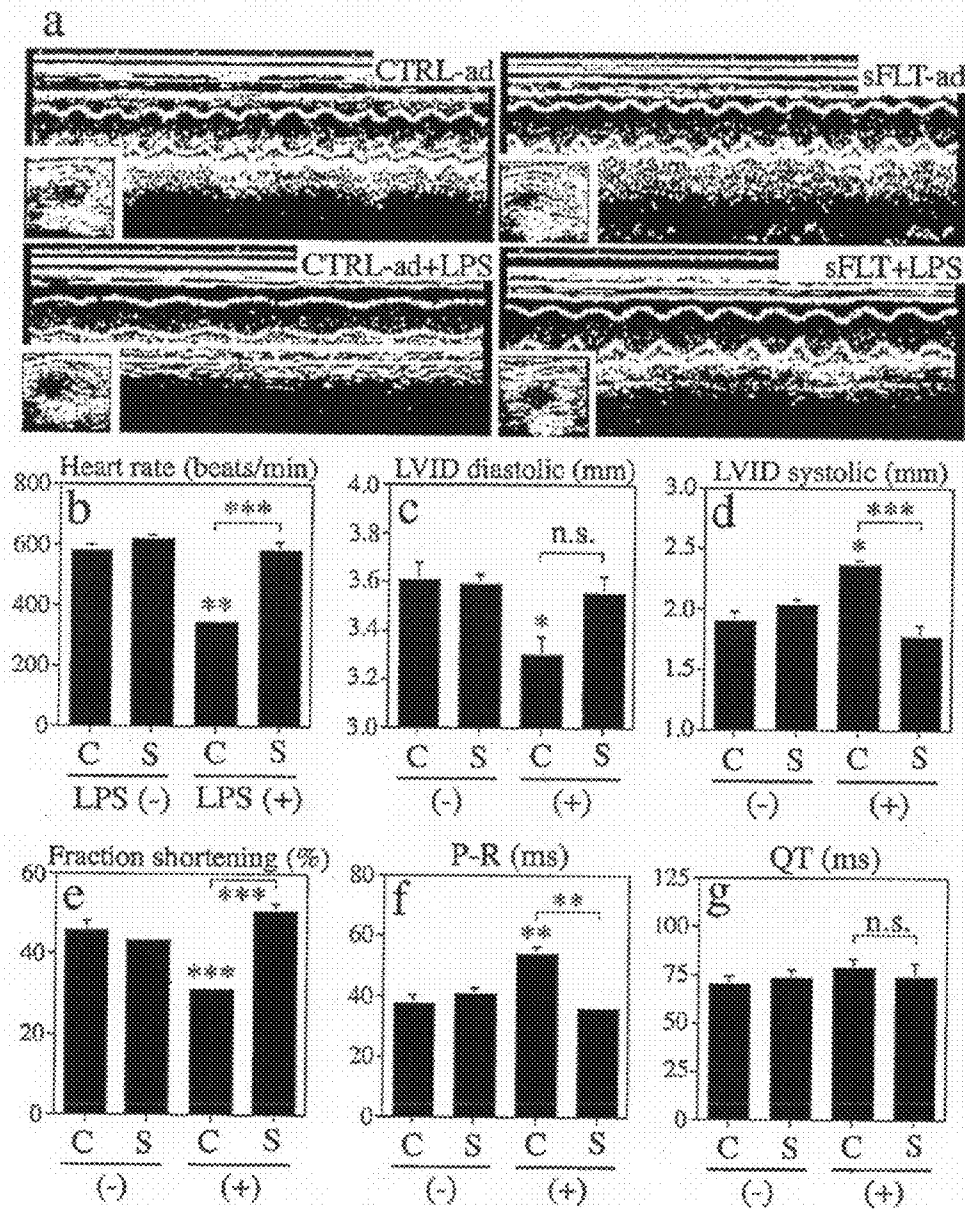 a
CTRL-ad
sFLT-ad
CTRL-ad+LPS
sFLT+LPS
Heart rate (beats/min)
b
800
600
400
200
0
***
**
C S C S
LPS (-) LPS (+)
LVID diastolic (mm)
c
4.0
3.8
3.6
3.4
3.2
3.0
n.s.
*
C S C S
(-) (+)
LVID systolic (mm)
d
3.0
2.5
2.0
1.5
1.0
***
*
C S C S
(-) (+)
Fraction shortening (%)
e
60
40
20
0
***
***
C S C S
(-) (+)
P-R (ms)
f
80
60
40
20
0
**
**
C S C S
(-) (+)
QT (ms)
g
125
100
75
50
25
0
n.s.
C S C S
(-) (+)